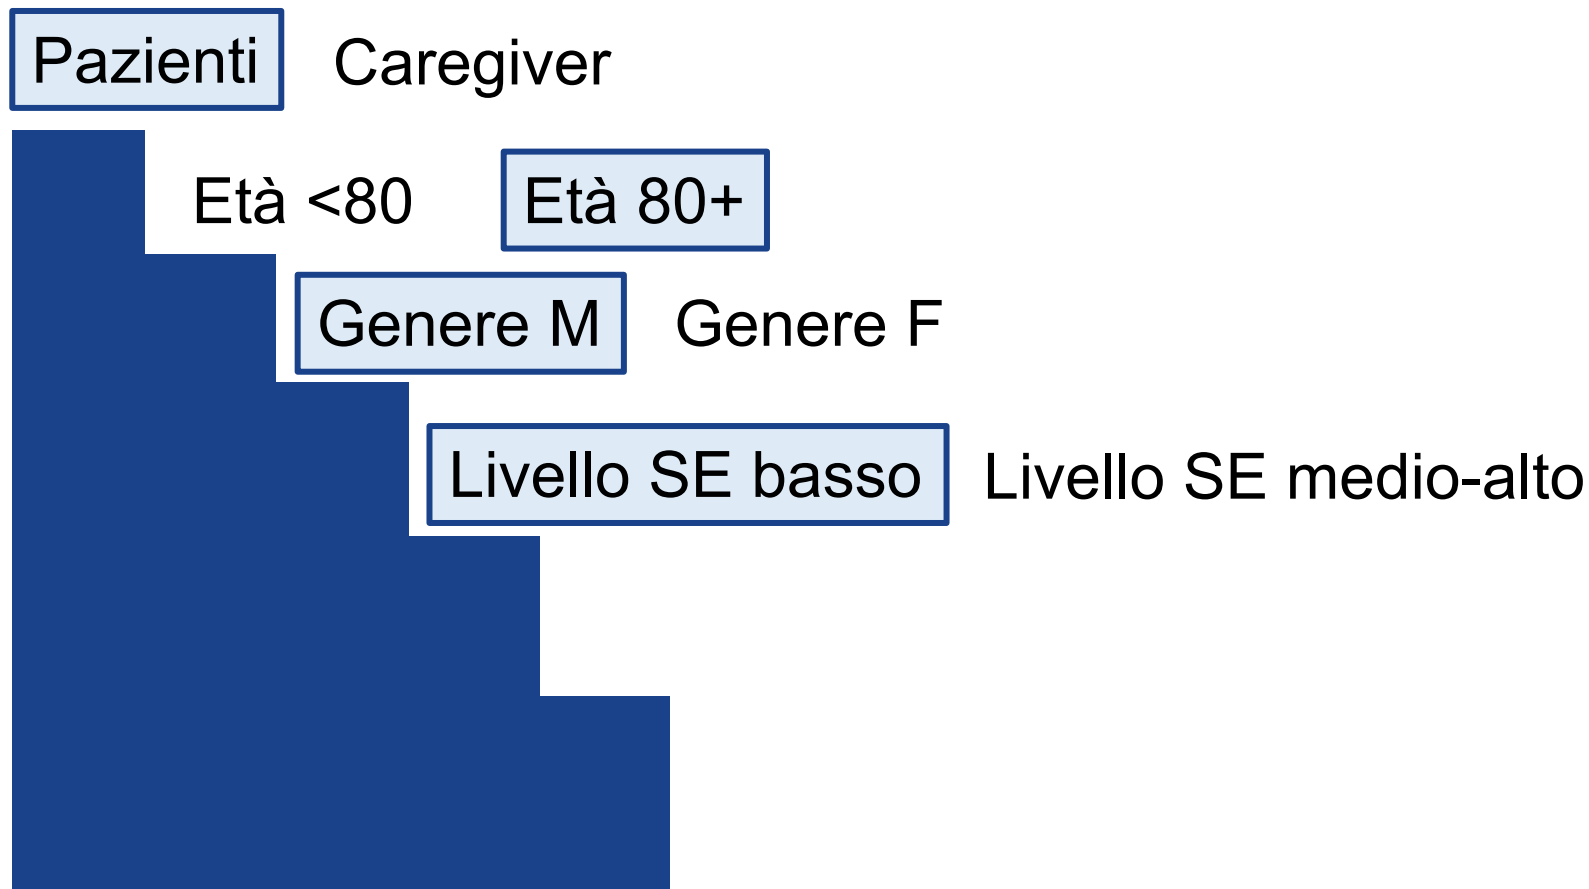 Pazienti Caregiver
Età <80 Età 80+
Genere M Genere F
Livello SE basso Livello SE medio-alto